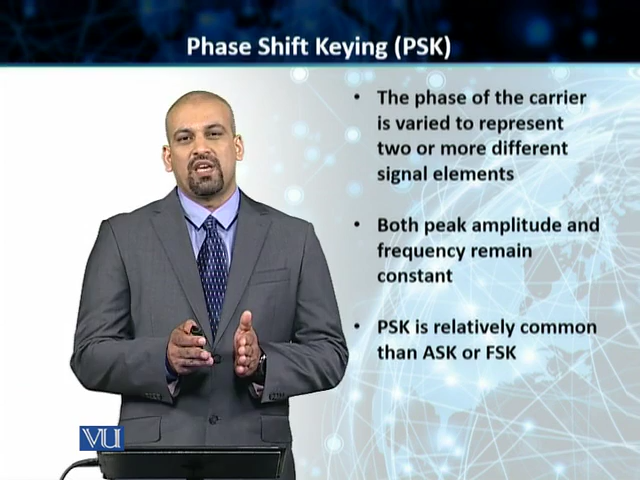 Phase Shift Keying (PSK)
• The phase of the carrier
is varied to represent
two or more different
signal elements
• Both peak amplitude and
frequency remain
constant
• PSK is relatively common
than ASK or FSK
VU